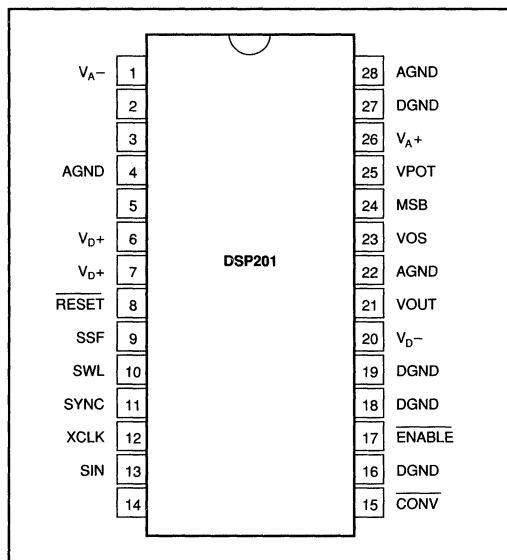 V_A− 1
2
3
AGND 4
5
V_D+ 6
V_D+ 7
RESET 8
SSF 9
SWL 10
SYNC 11
XCLK 12
SIN 13
14
DSP201
28 AGND
27 DGND
26 V_A+
25 VPOT
24 MSB
23 VOS
22 AGND
21 VOUT
20 V_D−
19 DGND
18 DGND
17 ENABLE
16 DGND
15 CONV